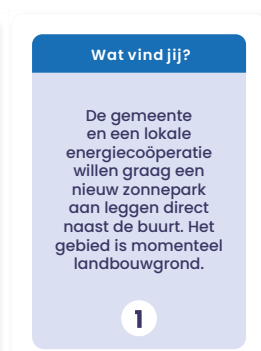 Wat vind jij?
De gemeente
en een lokale
energiecoöperatie
willen graag een
nieuw zonnepark
aan leggen direct
naast de buurt. Het
gebied is momenteel
landbouwgrond.
1